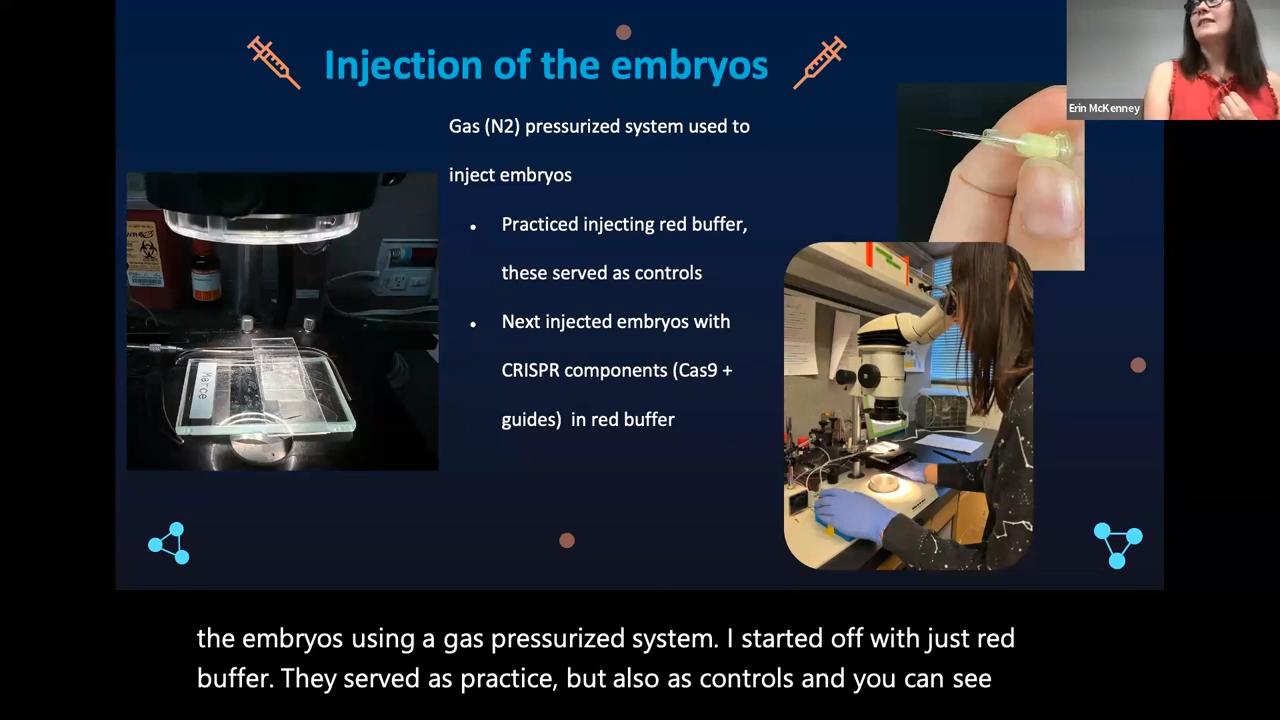 Injection of the embryos
Erin McKenney
Gas (N2) pressurized system used to
inject embryos
• Practiced injecting red buffer,
these served as controls
• Next injected embryos with
CRISPR components (Cas9 +
guides) in red buffer
Marce
the embryos using a gas pressurized system. I started off with just red
buffer. They served as practice, but also as controls and you can see